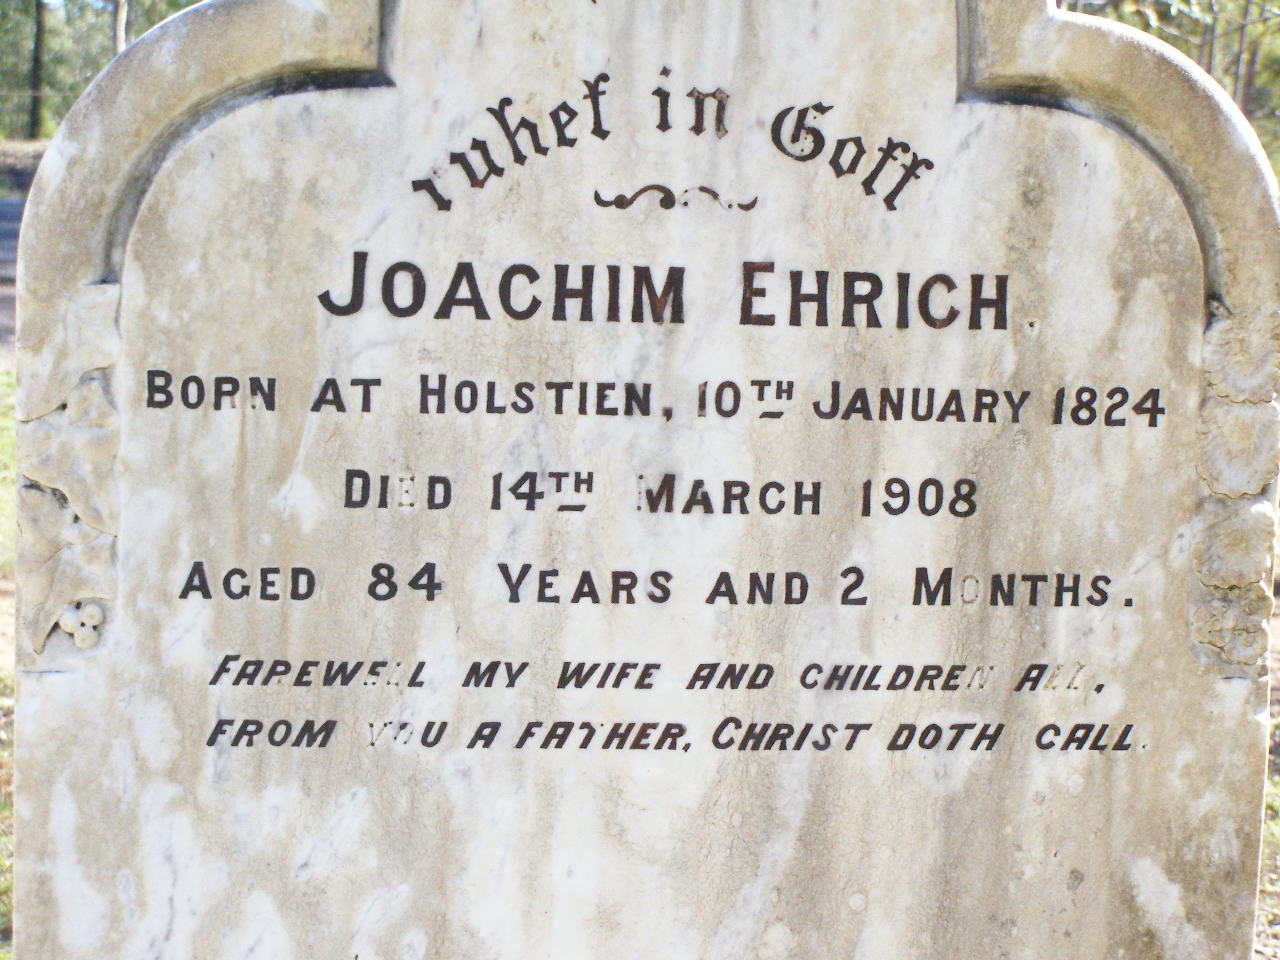 ruhet in Gott
JOACHIM EHRICH.
BORN AT HOLSTIEN, 10TH JANUARY 1824
DIED 14TH MARCH 1908
AGED 84 YEARS AND 2 MONTHS.
FAREWELL MY WIFE AND CHILDREN ALL,
FROM YOU A FATHER, CHRIST DOTH CALL.